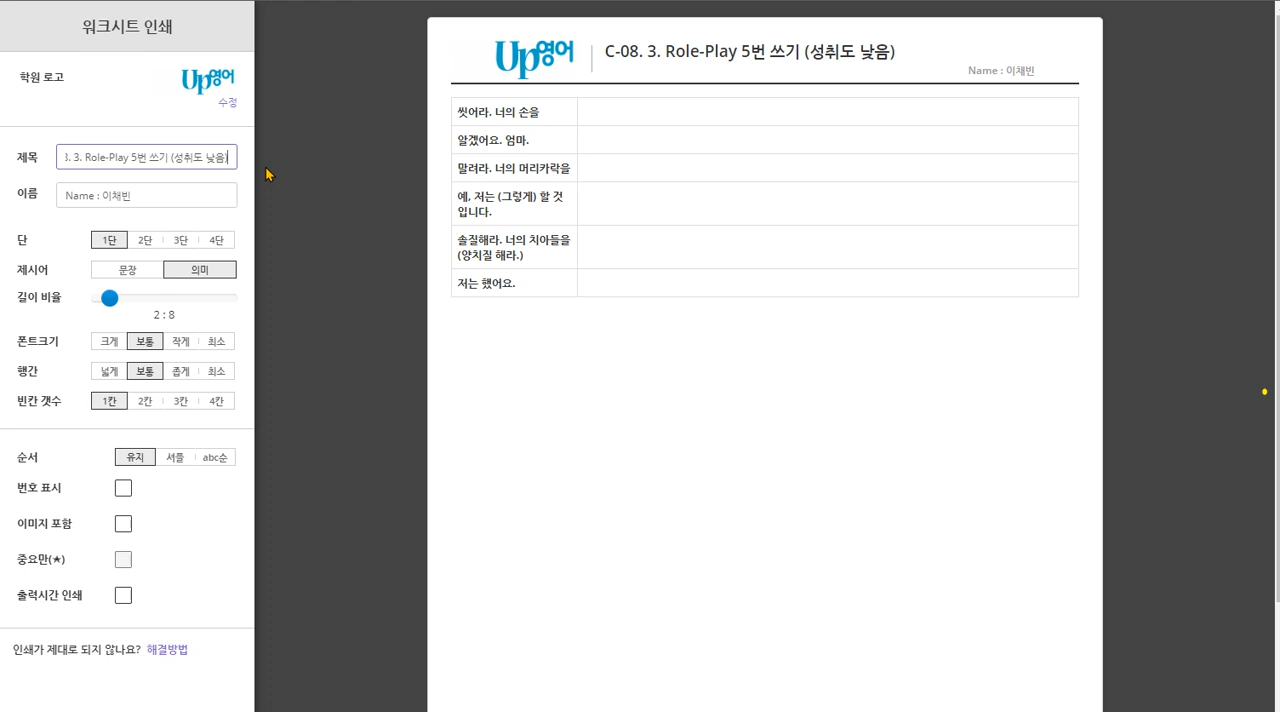 워크시트 인쇄
학원 로고
Up영어
수정
제목 3. 3. Role-Play 5번 쓰기 (성취도 낮음)
이름 Name : 이채빈
단 1단 2단 3단 4단
제시어 문장 의미
길이 비율
2 : 8
폰트크기 크게 보통 작게 최소
행간 넓게 보통 좁게 최소
빈칸 갯수 1칸 2칸 3칸 4칸
순서 유지 셔플 abc순
번호 표시
이미지 포함
중요만(★)
출력시간 인쇄
인쇄가 제대로 되지 않나요? 해결방법
Up영어 C-08. 3. Role-Play 5번 쓰기 (성취도 낮음)
Name : 이채빈
씻어라. 너의 손을
알겠어요. 엄마.
말려라. 너의 머리카락을
예, 저는 (그렇게) 할 것
입니다.
솔질해라. 너의 치아들을
(양치질 해라.)
저는 했어요.